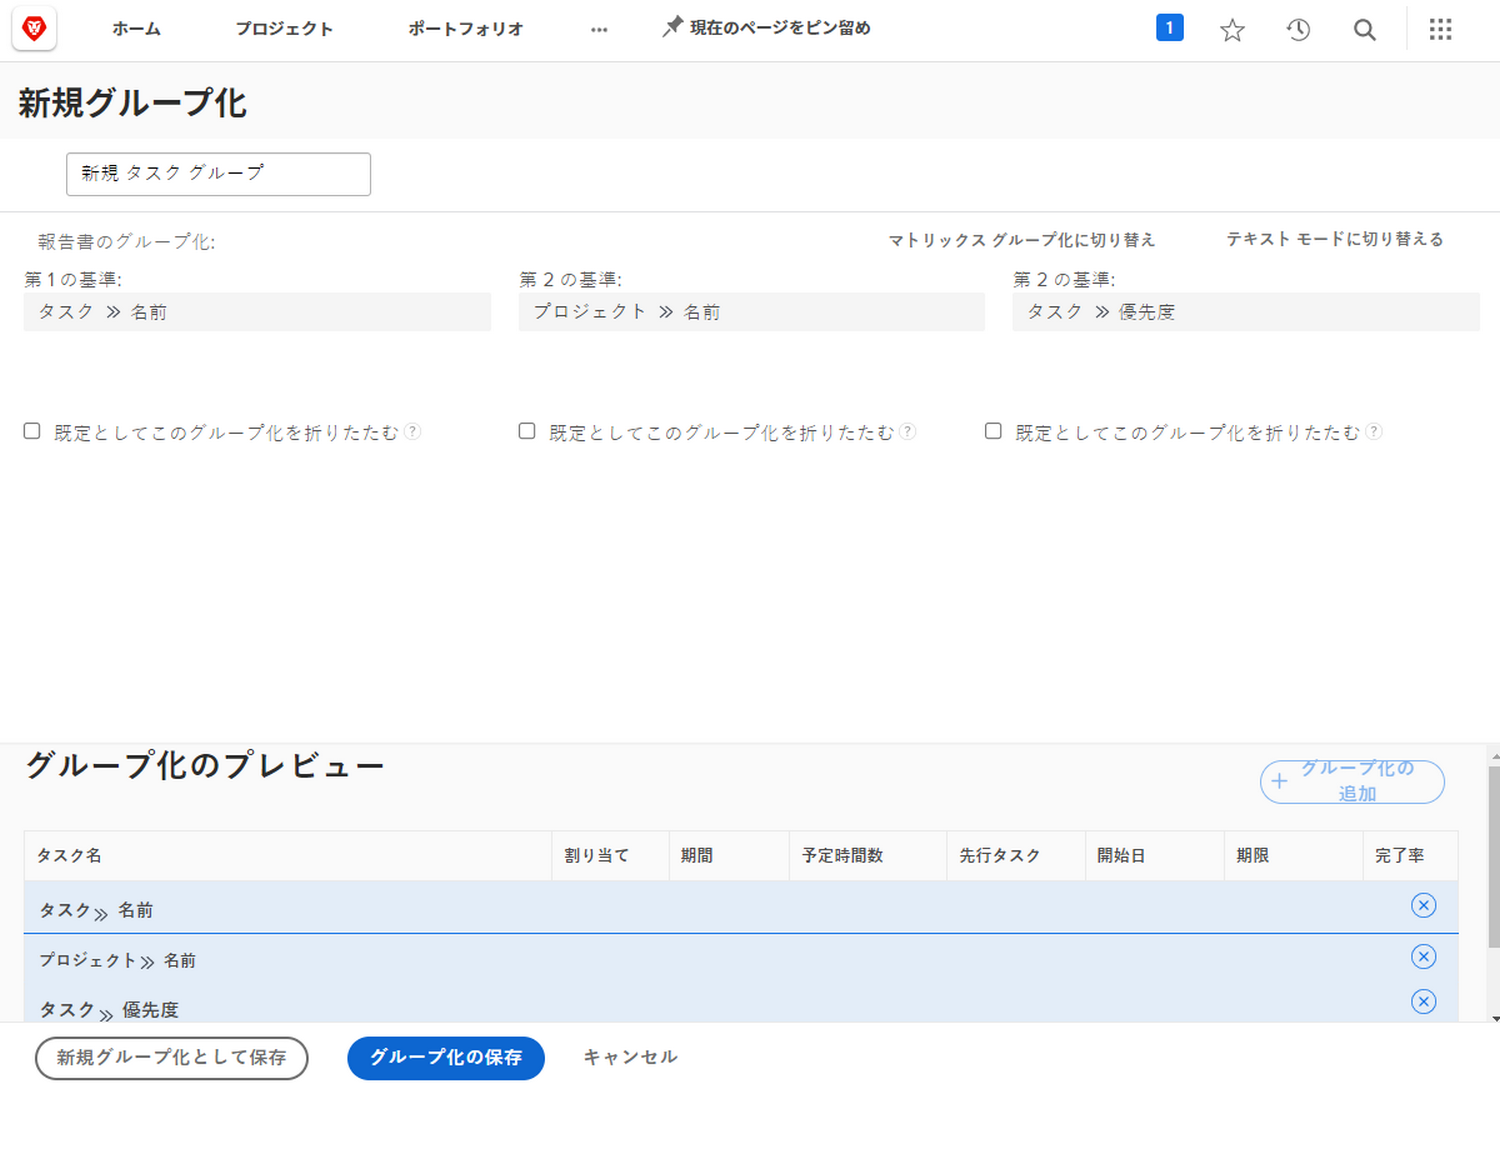 ホーム プロジェクト ポートフォリオ ... 現在のページをピン留め 1
新規グループ化
新規 タスク グループ
報告書のグループ化: マトリックス グループ化に切り替え テキスト モードに切り替える
第１の基準: 第２の基準: 第２の基準:
タスク ≫ 名前 プロジェクト ≫ 名前 タスク ≫ 優先度
既定としてこのグループ化を折りたたむ ? 既定としてこのグループ化を折りたたむ ? 既定としてこのグループ化を折りたたむ ?
グループ化のプレビュー
+ グループ化の
追加
タスク名 割り当て 期間 予定時間数 先行タスク 開始日 期限 完了率
タスク ≫ 名前
プロジェクト ≫ 名前
タスク ≫ 優先度
新規グループ化として保存 グループ化の保存 キャンセル